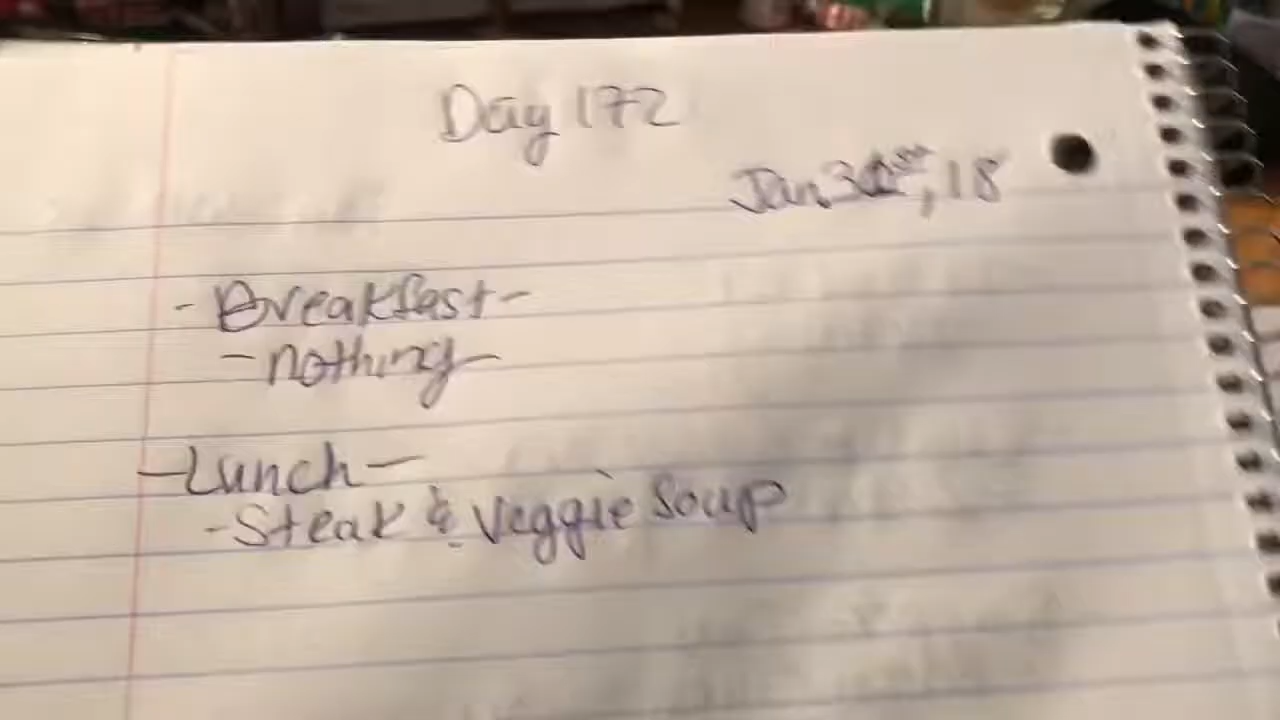 Day 172
Jan, 18
- Breakfast -
- nothing -
- Lunch -
- Steak & Veggie Soup